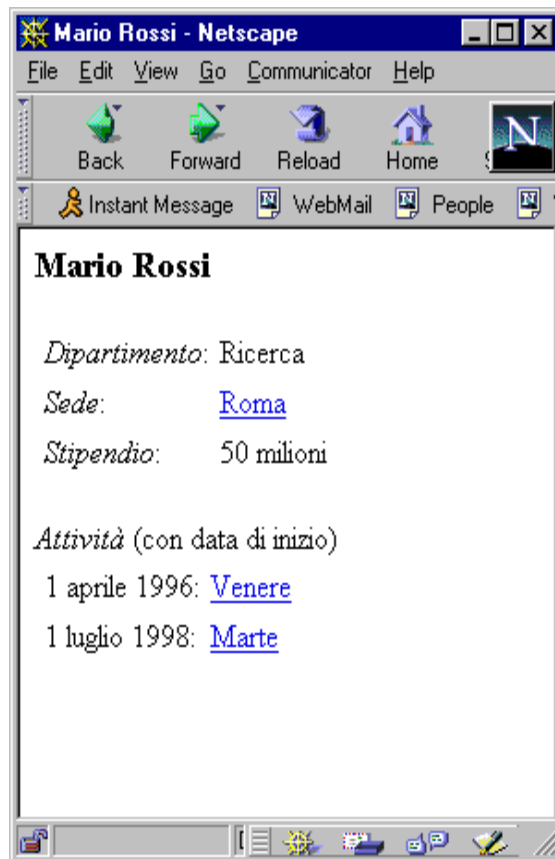 Mario Rossi - Netscape
File Edit View Go Communicator Help
Back Forward Reload Home
N
Instant Message WebMail People
Mario Rossi
Dipartimento: Ricerca
Sede: Roma
Stipendio: 50 milioni
Attività (con data di inizio)
1 aprile 1996: Venere
1 luglio 1998: Marte